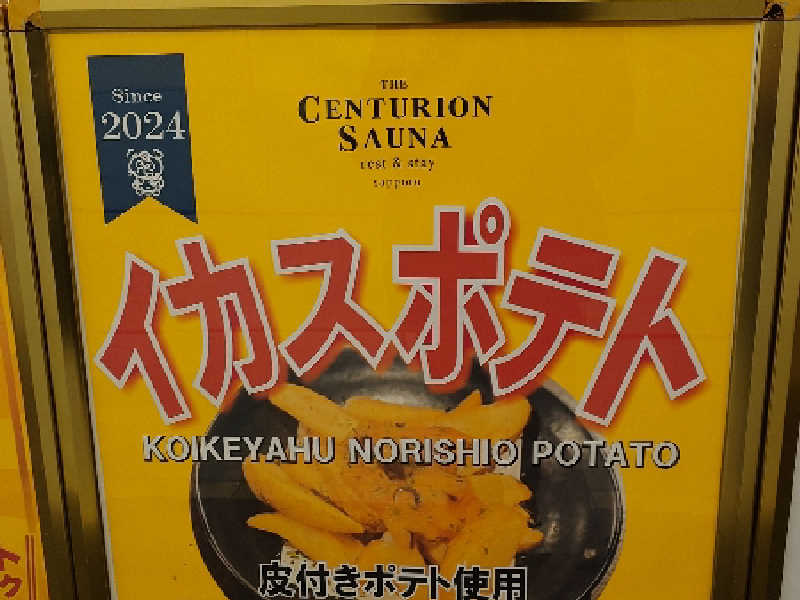 Since
2024
THE
CENTURION
SAUNA
rest & stay
sapporo
イカスポテト
KOIKEYAHU NORISHIO POTATO
皮付きポテト使用